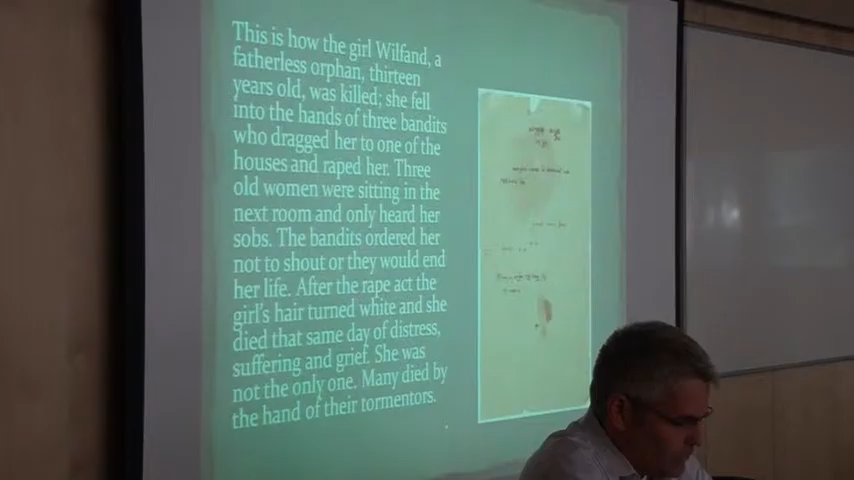 This is how the girl Wilfand, a
fatherless orphan, thirteen
years old, was killed; she fell
into the hands of three bandits
who dragged her to one of the
houses and raped her. Three
old women were sitting in the
next room and only heard her
sobs. The bandits ordered her
not to shout or they would end
her life. After the rape act the
girl's hair turned white and she
died that same day of distress,
suffering and grief. She was
not the only one. Many died by
the hand of their tormentors.